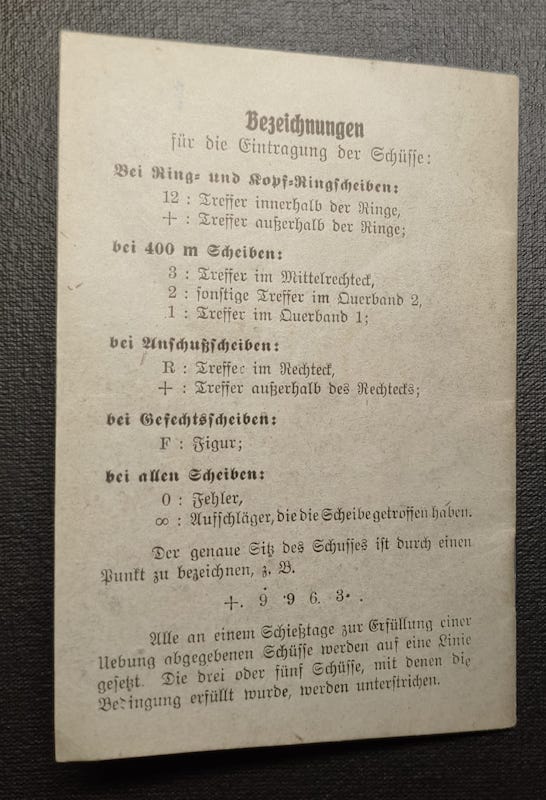 Bezeichnungen
für die Eintragung der Schüsse:
Bei Ring- und Kopf-Ringscheiben:
12 : Treffer innerhalb der Ringe,
+ : Treffer außerhalb der Ringe;
bei 400 m Scheiben:
3 : Treffer im Mittelrechteck,
2 : sonstige Treffer im Querband 2,
1 : Treffer im Querband 1;
bei Anschußscheiben:
R : Treffer im Rechteck,
+ : Treffer außerhalb des Rechtecks;
bei Gefechtsscheiben:
F : Figur;
bei allen Scheiben:
0 : Fehler,
∞ : Aufschläger, die die Scheibe getroffen haben.
Der genaue Sitz des Schusses ist durch einen
Punkt zu bezeichnen, z. B.
+. 9̇ ·9 6. 3· .
Alle an einem Schießtage zur Erfüllung einer
Uebung abgegebenen Schüsse werden auf eine Linie
gesetzt. Die drei oder fünf Schüsse, mit denen die
Bedingung erfüllt wurde, werden unterstrichen.